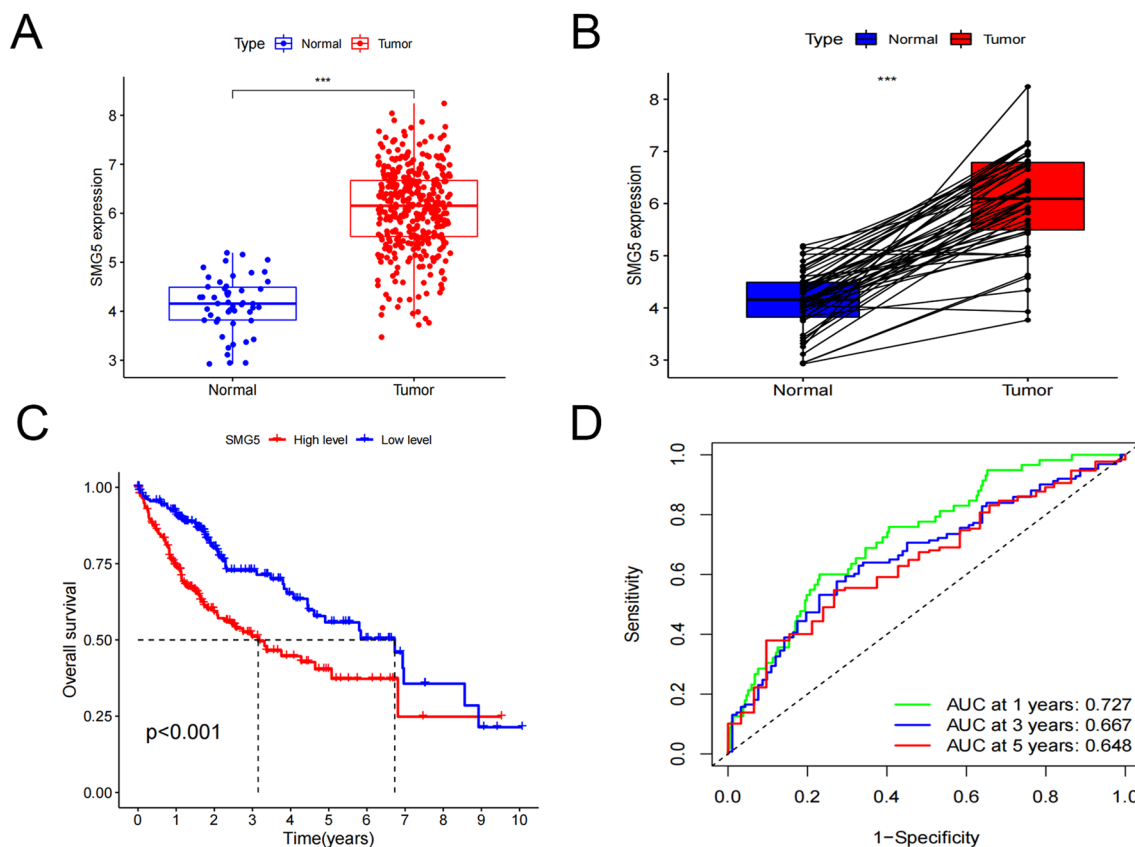 A
Type Normal Tumor
***
SMG5 expression
8
7
6
5
4
3
Normal Tumor
B
Type Normal Tumor
***
SMG5 expression
8
7
6
5
4
3
Normal Tumor
C
SMG5 High level Low level
Overall survival
1.00
0.75
0.50
0.25
0.00
p<0.001
0 1 2 3 4 5 6 7 8 9 10
Time(years)
D
Sensitivity
1.0
0.8
0.6
0.4
0.2
0.0
AUC at 1 years: 0.727
AUC at 3 years: 0.667
AUC at 5 years: 0.648
0.0 0.2 0.4 0.6 0.8 1.0
1−Specificity